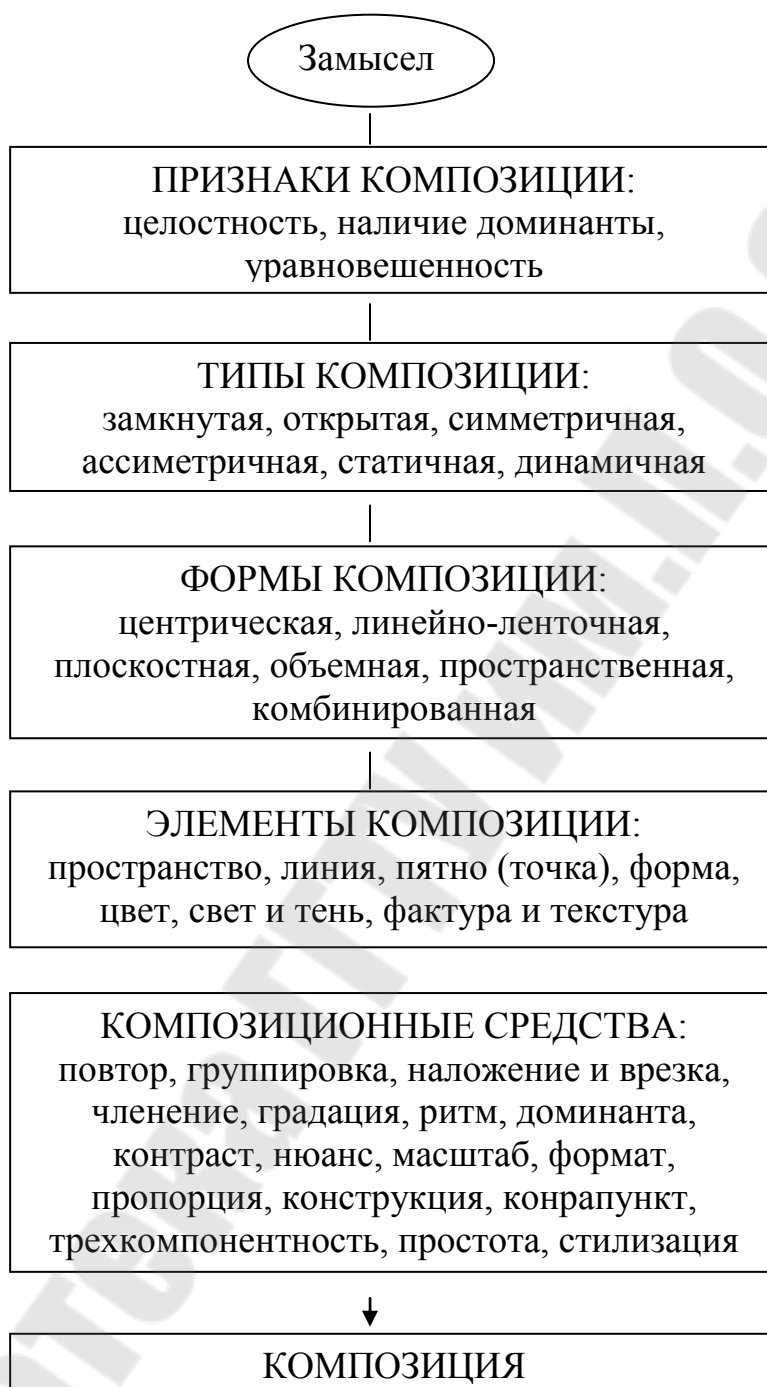 Замысел
ПРИЗНАКИ КОМПОЗИЦИИ:
целостность, наличие доминанты,
уравновешенность
ТИПЫ КОМПОЗИЦИИ:
замкнутая, открытая, симметричная,
ассиметричная, статичная, динамичная
ФОРМЫ КОМПОЗИЦИИ:
центрическая, линейно-ленточная,
плоскостная, объемная, пространственная,
комбинированная
ЭЛЕМЕНТЫ КОМПОЗИЦИИ:
пространство, линия, пятно (точка), форма,
цвет, свет и тень, фактура и текстура
КОМПОЗИЦИОННЫЕ СРЕДСТВА:
повтор, группировка, наложение и врезка,
членение, градация, ритм, доминанта,
контраст, нюанс, масштаб, формат,
пропорция, конструкция, конрапункт,
трехкомпонентность, простота, стилизация
КОМПОЗИЦИЯ